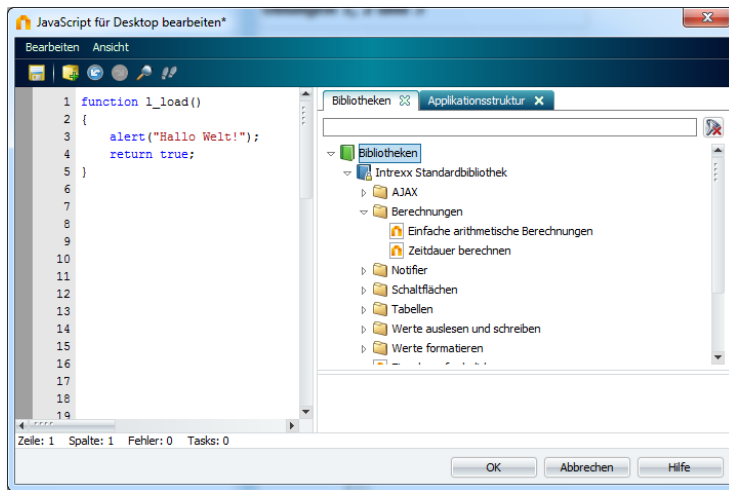 JavaScript für Desktop bearbeiten*
Bearbeiten Ansicht
1 function l_load()
2 {
3 alert("Hallo Welt!");
4 return true;
5 }
6
7
8
9
10
11
12
13
14
15
16
17
18
19
Bibliotheken Applikationsstruktur
Bibliotheken
Intrexx Standardbibliothek
AJAX
Berechnungen
Einfache arithmetische Berechnungen
Zeitdauer berechnen
Notifier
Schaltflächen
Tabellen
Werte auslesen und schreiben
Werte formatieren
Zeile: 1 Spalte: 1 Fehler: 0 Tasks: 0
OK Abbrechen Hilfe